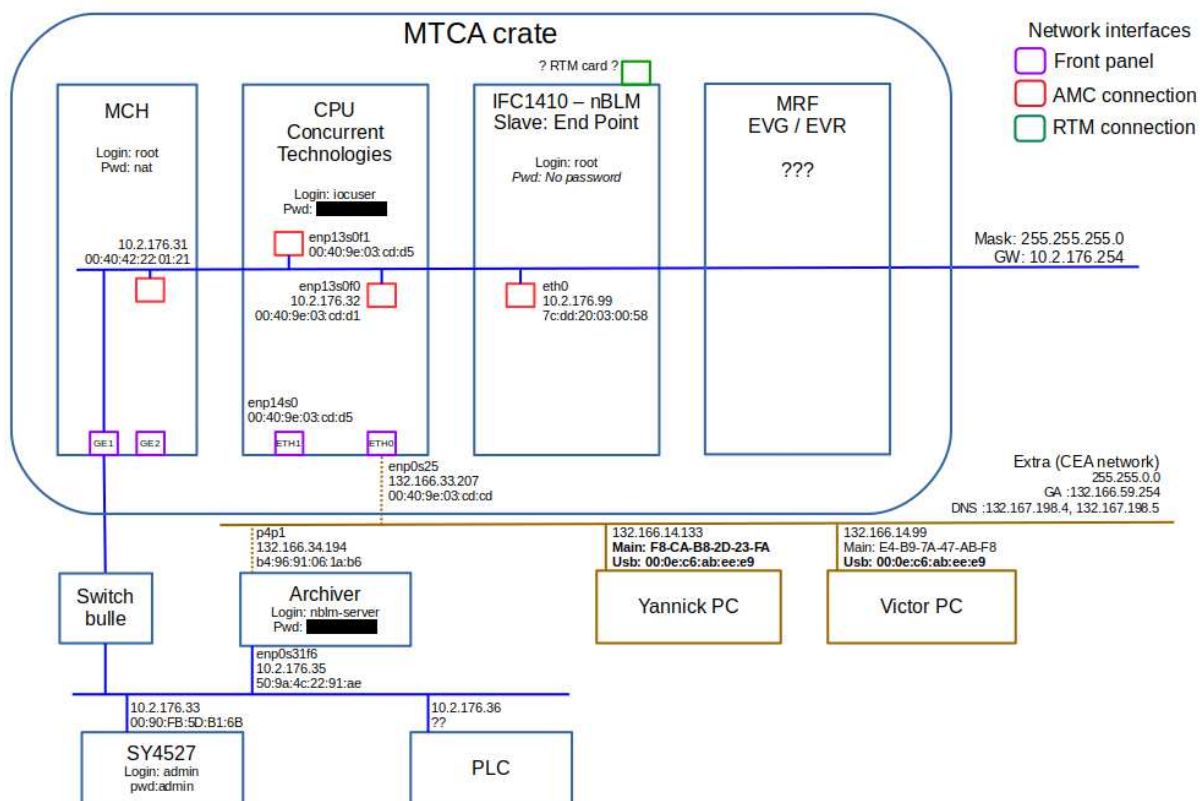 MTCA crate
Network interfaces
Front panel
AMC connection
RTM connection
? RTM card ?
MCH
Login: root
Pwd: nat
CPU
Concurrent
Technologies
Login: iocuser
Pwd:
IFC1410 – nBLM
Slave: End Point
Login: root
Pwd: No password
MRF
EVG / EVR
???
10.2.176.31
00:40:42:22:01:21
enp13s0f1
00:40:9e:03:cd:d5
enp13s0f0
10.2.176.32
00:40:9e:03:cd:d1
eth0
10.2.176.99
7c:dd:20:03:00:58
Mask: 255.255.255.0
GW: 10.2.176.254
enp14s0
00:40:9e:03:cd:d5
GE1
GE2
ETH1
ETH0
enp0s25
132.166.33.207
00:40:9e:03:cd:cd
Extra (CEA network)
255.255.0.0
GA :132.166.59.254
DNS :132.167.198.4, 132.167.198.5
p4p1
132.166.34.194
b4:96:91:06:1a:b6
132.166.14.133
Main: F8-CA-B8-2D-23-FA
Usb: 00:0e:c6:ab:ee:e9
132.166.14.99
Main: E4-B9-7A-47-AB-F8
Usb: 00:0e:c6:ab:ee:e9
Switch
bulle
Archiver
Login: nblm-server
Pwd:
Yannick PC
Victor PC
enp0s31f6
10.2.176.35
50:9a:4c:22:91:ae
10.2.176.33
00:90:FB:5D:B1:6B
10.2.176.36
??
SY4527
Login: admin
pwd:admin
PLC